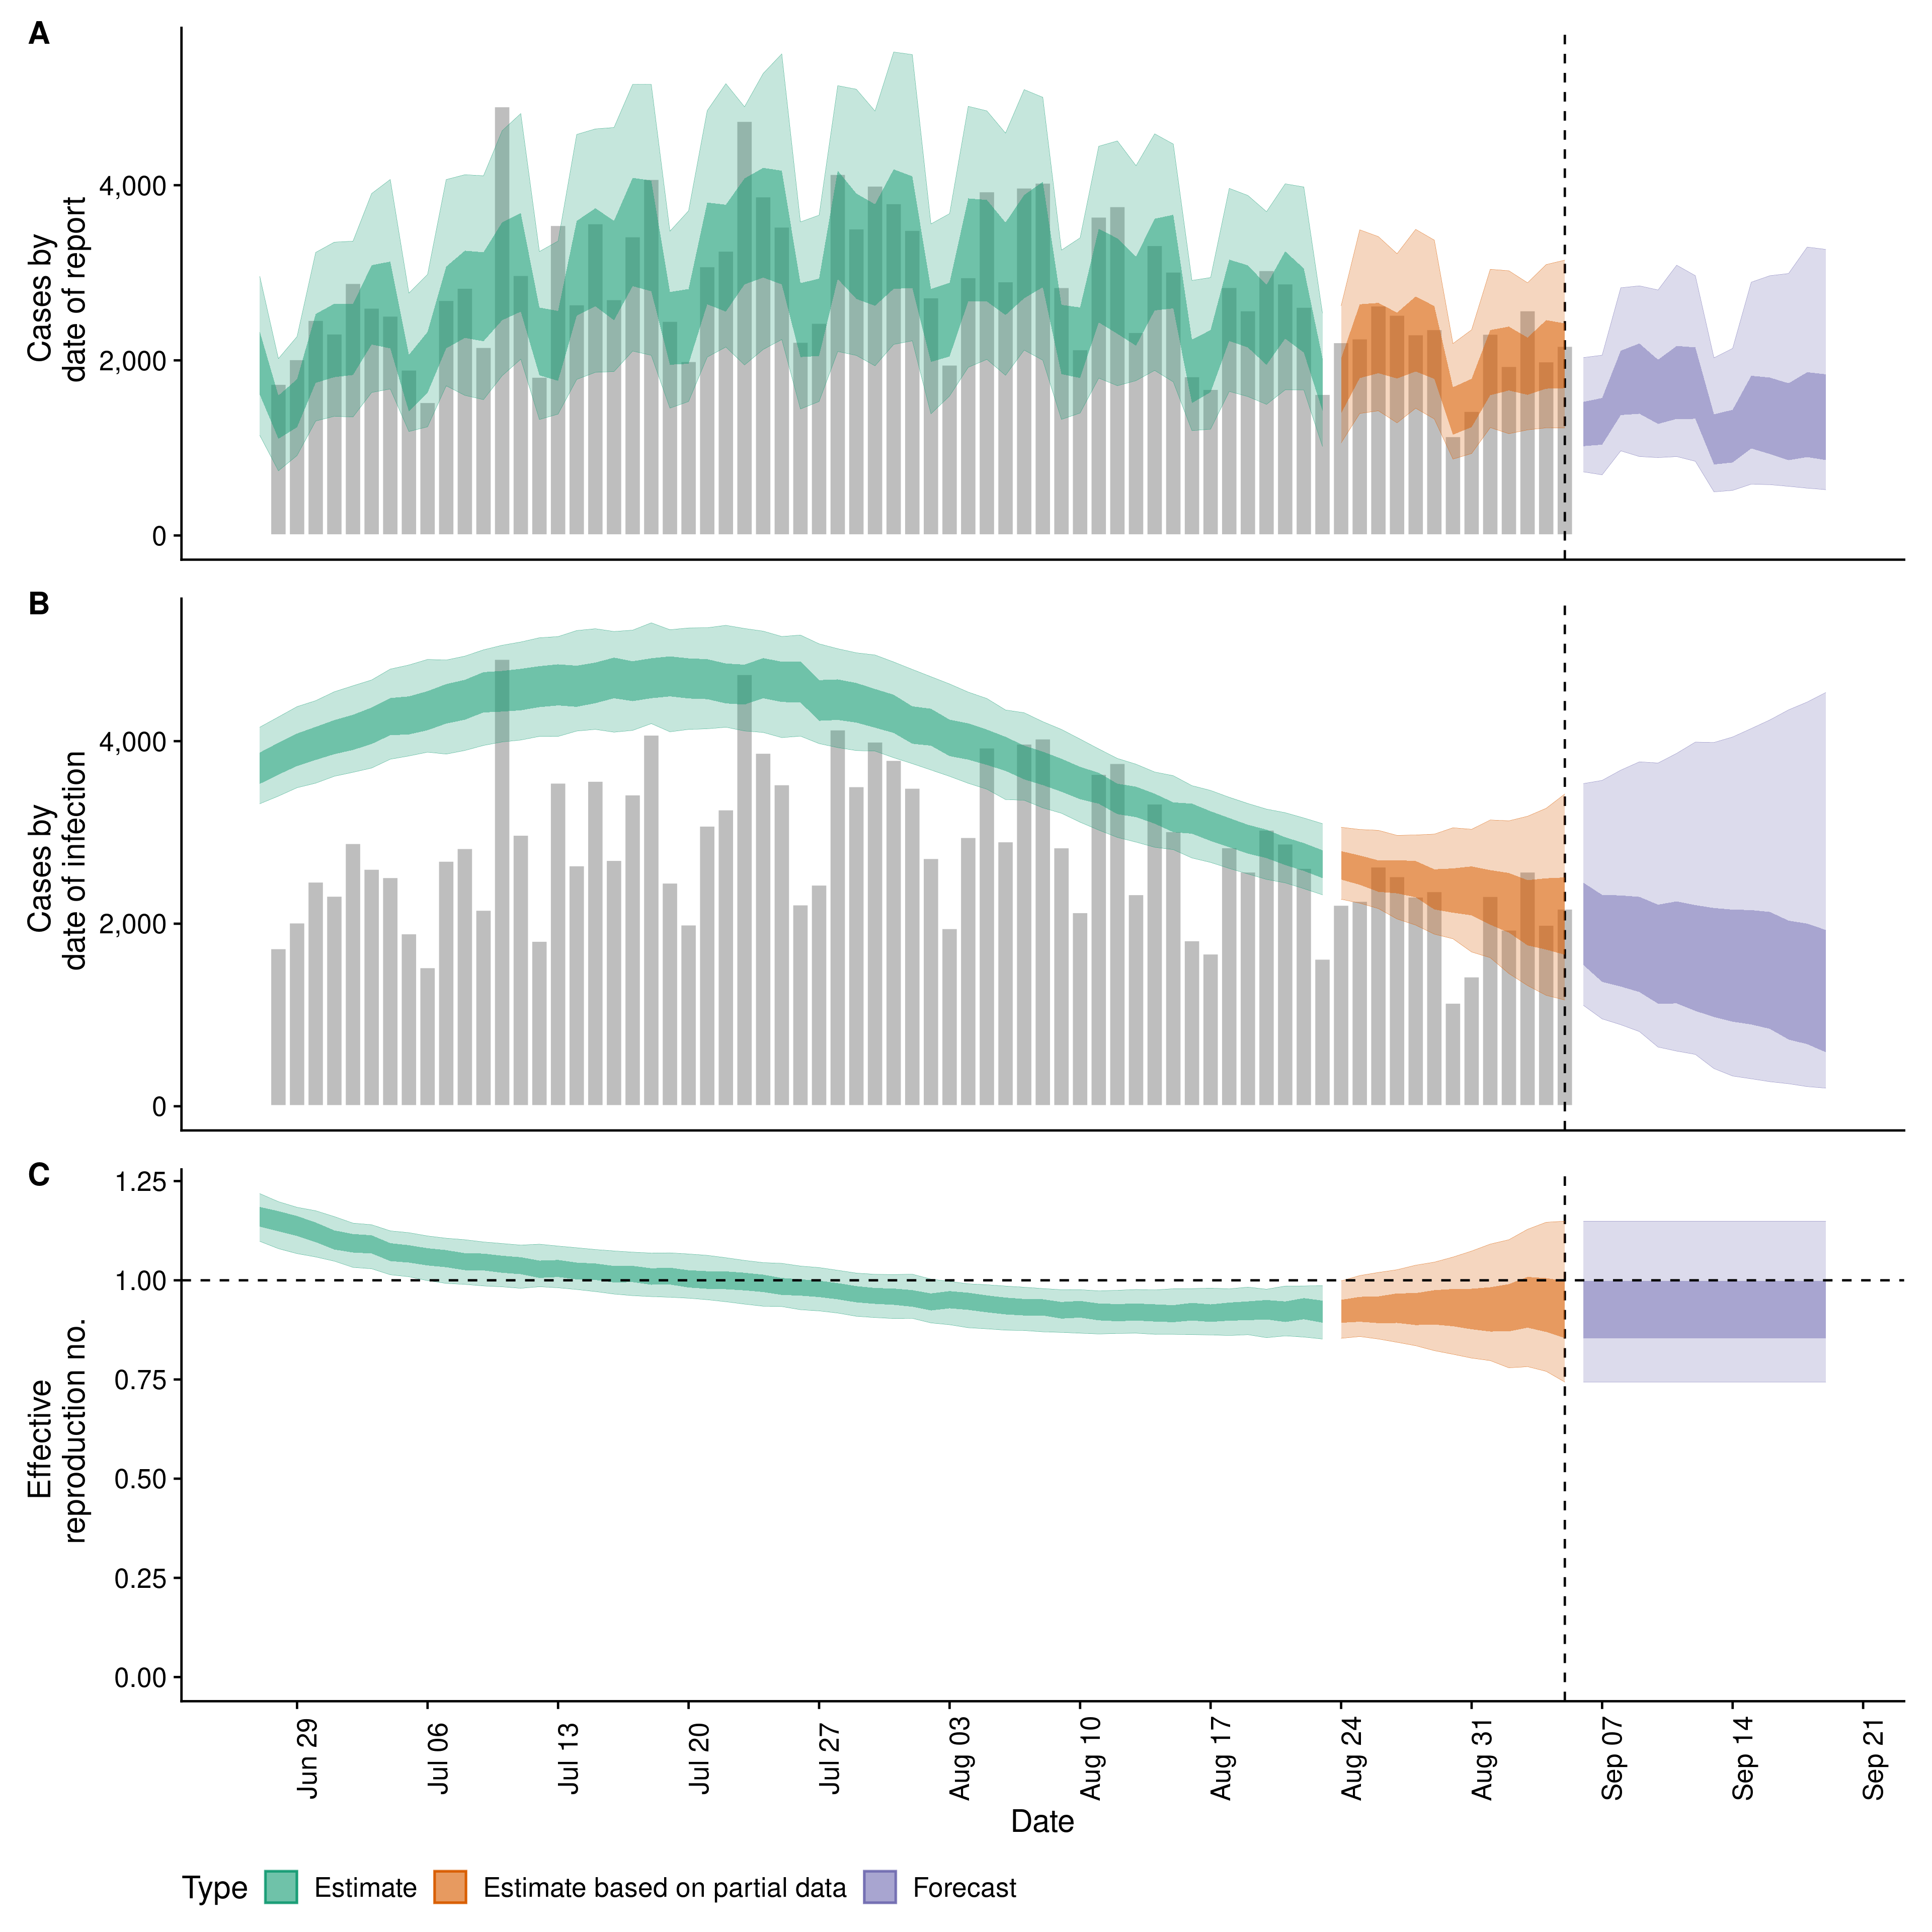 A
Cases by
date of report
4,000
2,000
0
B
Cases by
date of infection
4,000
2,000
0
C
Effective
reproduction no.
1.25
1.00
0.75
0.50
0.25
0.00
Jun 29
Jul 06
Jul 13
Jul 20
Jul 27
Aug 03
Aug 10
Aug 17
Aug 24
Aug 31
Sep 07
Sep 14
Sep 21
Date
Type Estimate Estimate based on partial data Forecast